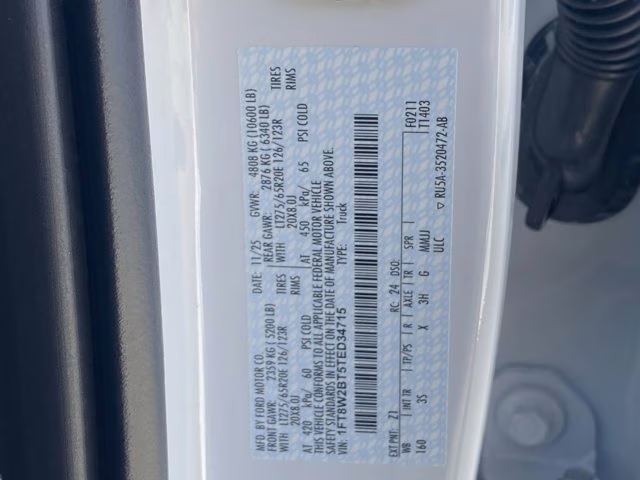 MFD. BY FORD MOTOR CO. 11/25 GVWR: 4808 KG (10600 LB)
FRONT GAWR: 2359 KG (5200 LB) REAR GAWR: 2876 KG (6340 LB)
WITH LT275/65R20E 126/123R TIRES WITH LT275/65R20E 126/123R TIRES
20X8.0J RIMS 20X8.0J RIMS
AT 420 kPa/ 60 PSI COLD AT 450 kPa/ 65 PSI COLD
THIS VEHICLE CONFORMS TO ALL APPLICABLE FEDERAL MOTOR VEHICLE
SAFETY STANDARDS IN EFFECT ON THE DATE OF MANUFACTURE SHOWN ABOVE.
VIN: 1FT8W2BT5TED34715 TYPE: Truck
F0211
T1403
EXT PNT: Z1 RC: 24 DSO:
WB INT TR TP/PS R AXLE TR SPR
160 3S X 3H G MMUJ
ULC
▽ RU5A-3520472-AB